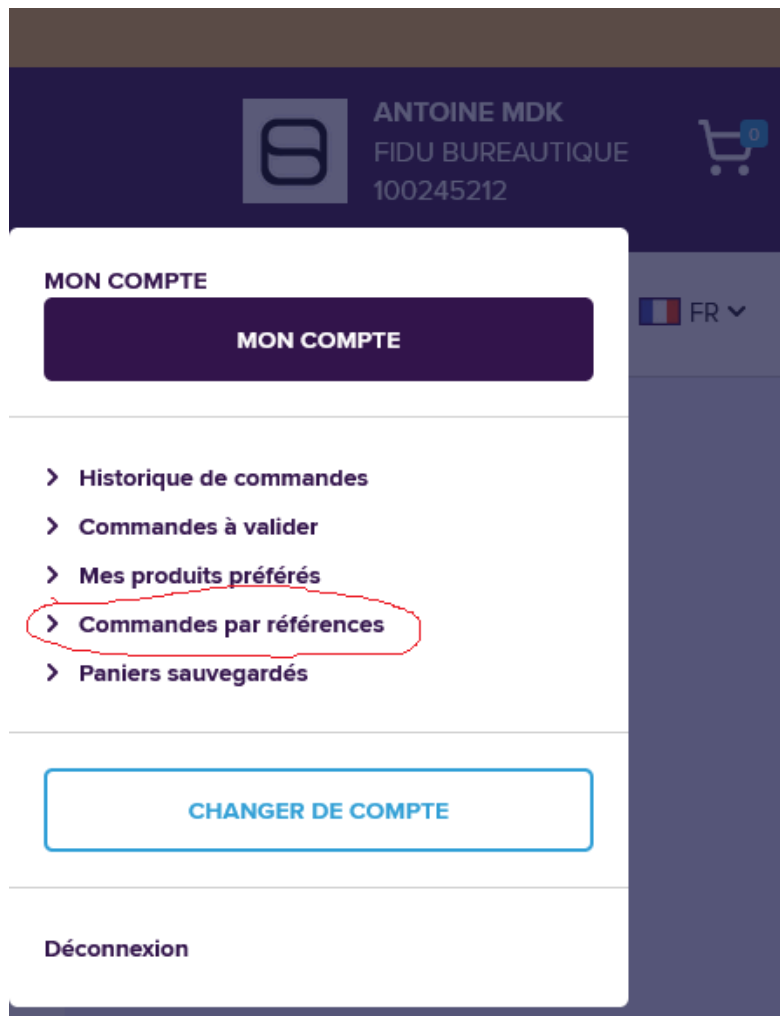 ANTOINE MDK
FIDU BUREAUTIQUE
100245212
0
MON COMPTE
MON COMPTE
FR
Historique de commandes
Commandes à valider
Mes produits préférés
Commandes par références
Paniers sauvegardés
CHANGER DE COMPTE
Déconnexion